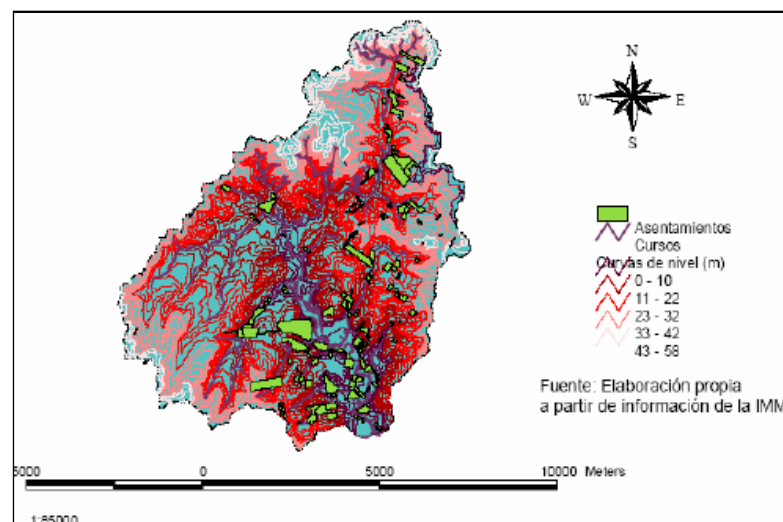 N
W E
S
Asentamientos
Cursos
Curvas de nivel (m)
0 - 10
11 - 22
23 - 32
33 - 42
43 - 58
Fuente: Elaboración propia
a partir de información de la IMM
5000 0 5000 10000 Meters
1:85000